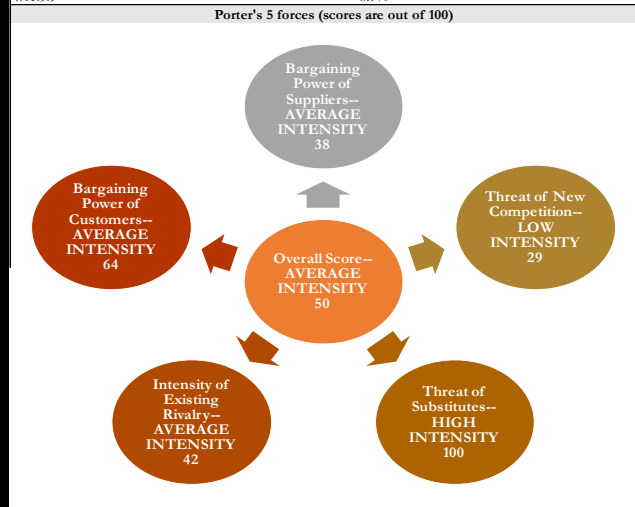 Porter's 5 forces (scores are out of 100)
Bargaining
Power of
Suppliers--
AVERAGE
INTENSITY
38
Bargaining
Power of
Customers--
AVERAGE
INTENSITY
64
Threat of New
Competition--
LOW
INTENSITY
29
Overall Score--
AVERAGE
INTENSITY
50
Intensity of
Existing
Rivalry--
AVERAGE
INTENSITY
42
Threat of
Substitutes--
HIGH
INTENSITY
100